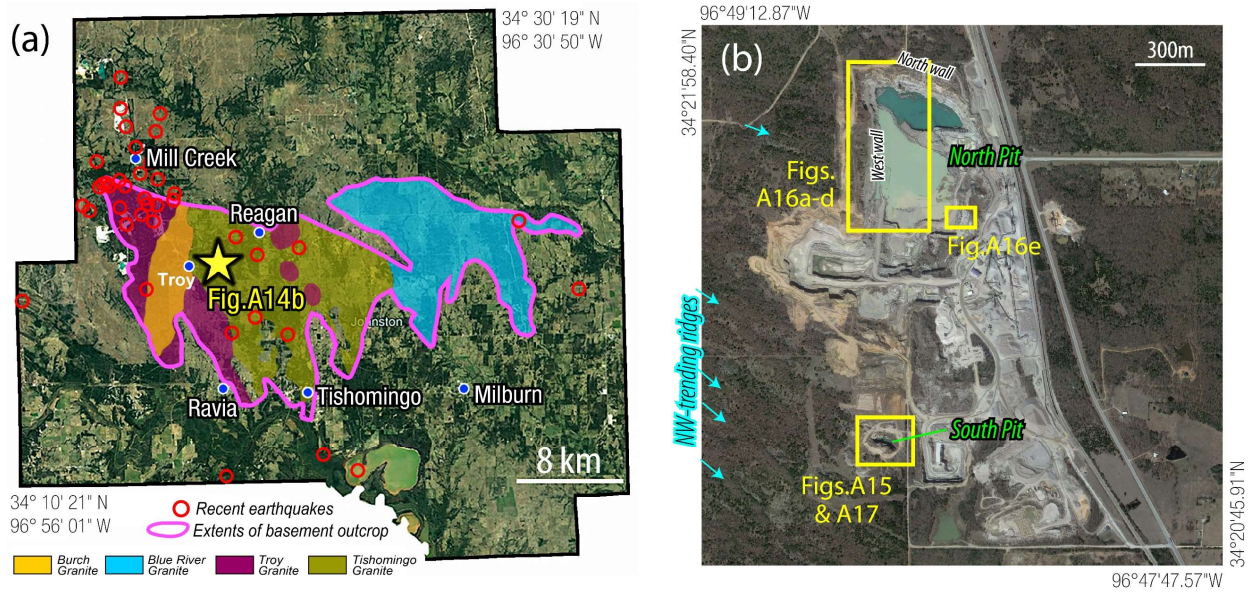 (a)
34° 30' 19" N
96° 30' 50" W
Mill Creek
Reagan
Troy
Fig.A14b
Johnston
Ravia
Tishomingo
Milburn
8 km
34° 10' 21" N
96° 56' 01" W
Recent earthquakes
Extents of basement outcrop
Burch
Granite
Blue River
Granite
Troy
Granite
Tishomingo
Granite
96°49'12.87"W
34°21'58.40"N
(b)
North wall
300m
West wall
North Pit
Figs.
A16a-d
Fig.A16e
NW-trending ridges
South Pit
Figs.A15
& A17
34°20'45.91"N
96°47'47.57"W